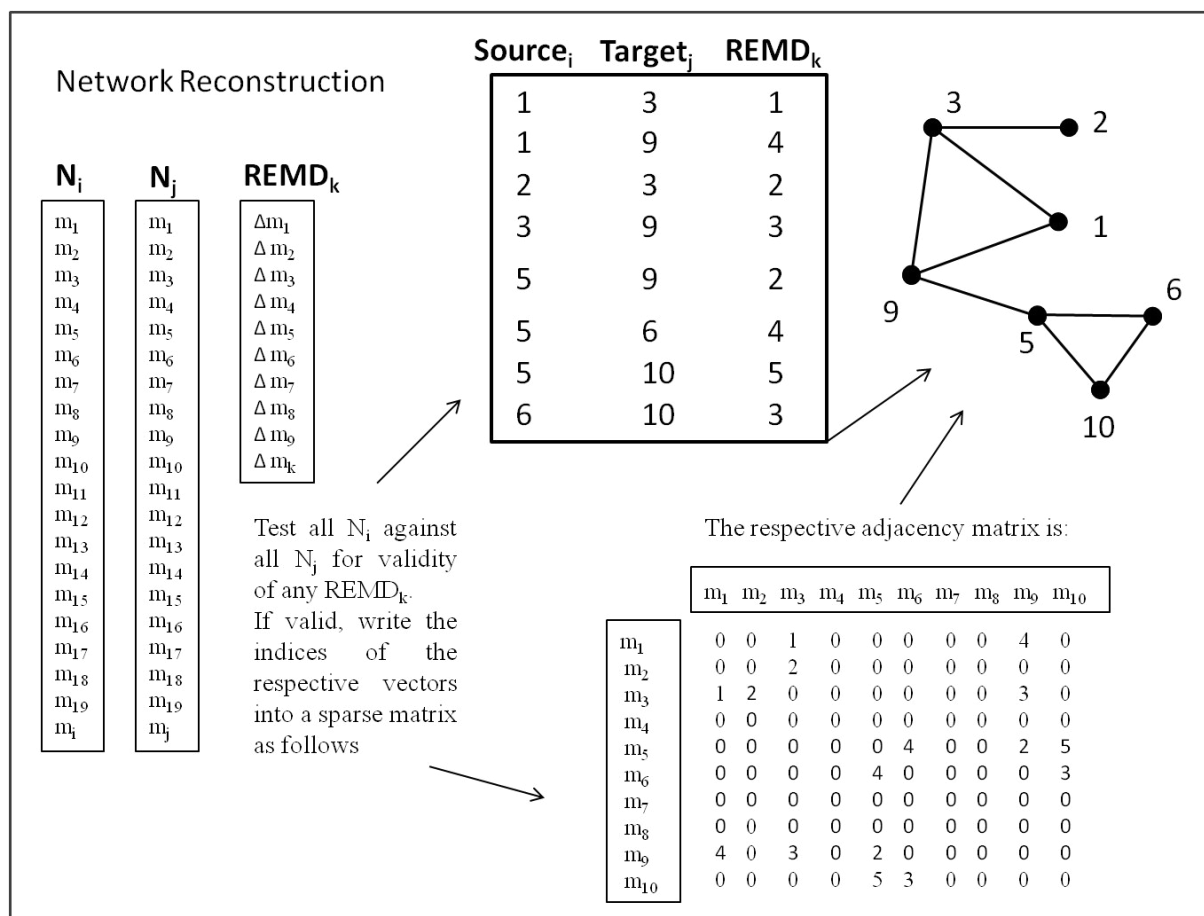 Network Reconstruction
N_i N_j REMD_k
m_1 m_1 Δm_1
m_2 m_2 Δ m_2
m_3 m_3 Δ m_3
m_4 m_4 Δ m_4
m_5 m_5 Δ m_5
m_6 m_6 Δ m_6
m_7 m_7 Δ m_7
m_8 m_8 Δ m_8
m_9 m_9 Δ m_9
m_10 m_10 Δ m_k
m_11 m_11
m_12 m_12
m_13 m_13
m_14 m_14
m_15 m_15
m_16 m_16
m_17 m_17
m_18 m_18
m_19 m_19
m_i m_j
Source_i Target_j REMD_k
1 3 1
1 9 4
2 3 2
3 9 3
5 9 2
5 6 4
5 10 5
6 10 3
3
2
1
9
6
5
10
Test all N_i against
all N_j for validity
of any REMD_k.
If valid, write the
indices of the
respective vectors
into a sparse matrix
as follows
The respective adjacency matrix is:
m_1 m_2 m_3 m_4 m_5 m_6 m_7 m_8 m_9 m_10
m_1 0 0 1 0 0 0 0 0 4 0
m_2 0 0 2 0 0 0 0 0 0 0
m_3 1 2 0 0 0 0 0 0 3 0
m_4 0 0 0 0 0 0 0 0 0 0
m_5 0 0 0 0 0 4 0 0 2 5
m_6 0 0 0 0 4 0 0 0 0 3
m_7 0 0 0 0 0 0 0 0 0 0
m_8 0 0 0 0 0 0 0 0 0 0
m_9 4 0 3 0 2 0 0 0 0 0
m_10 0 0 0 0 5 3 0 0 0 0